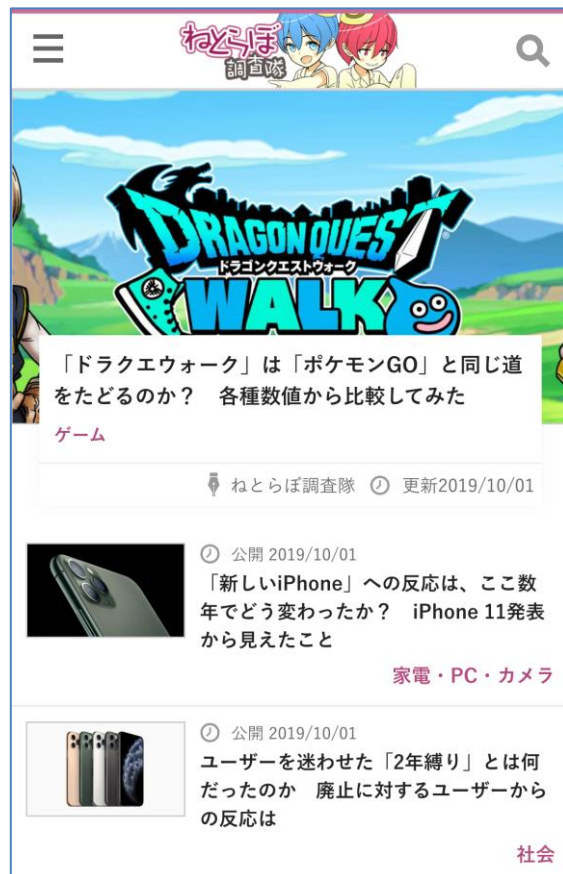 ねとらぼ
調査隊
DRAGON QUEST
ドラゴンクエストウォーク
WALK
「ドラクエウォーク」は「ポケモンGO」と同じ道
をたどるのか？　各種数値から比較してみた
ゲーム
ねとらぼ調査隊 更新2019/10/01
公開 2019/10/01
「新しいiPhone」への反応は、ここ数
年でどう変わったか？　iPhone 11発表
から見えたこと
家電・PC・カメラ
公開 2019/10/01
ユーザーを迷わせた「2年縛り」とは何
だったのか　廃止に対するユーザーから
の反応は
社会